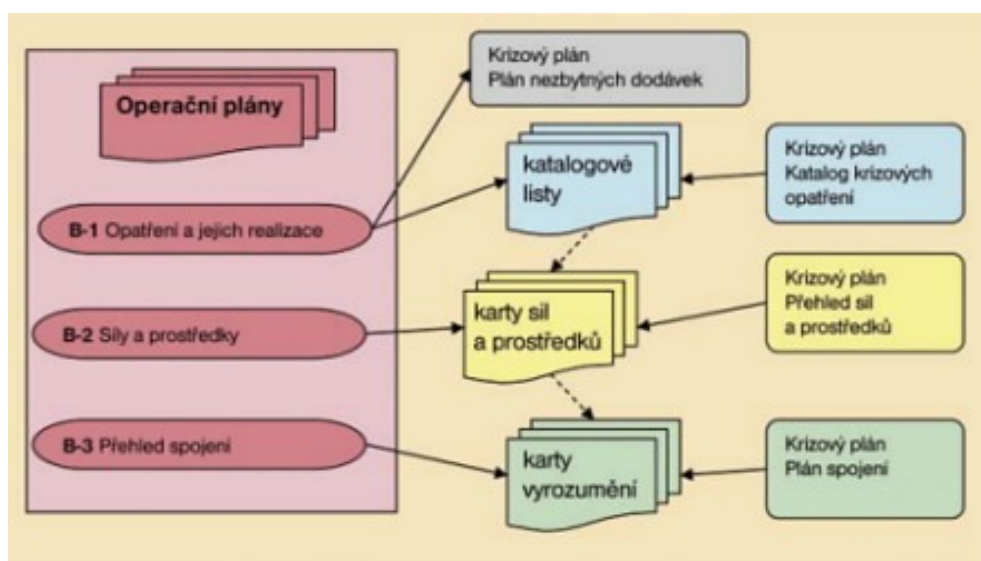 Operační plány
B-1 Opatření a jejich realizace
B-2 Síly a prostředky
B-3 Přehled spojení
Krizový plán
Plán nezbytných dodávek
katalogové
listy
Krizový plán
Katalog krizových
opatření
karty sil
a prostředků
Krizový plán
Přehled sil
a prostředků
karty
vyrozumění
Krizový plán
Plán spojení